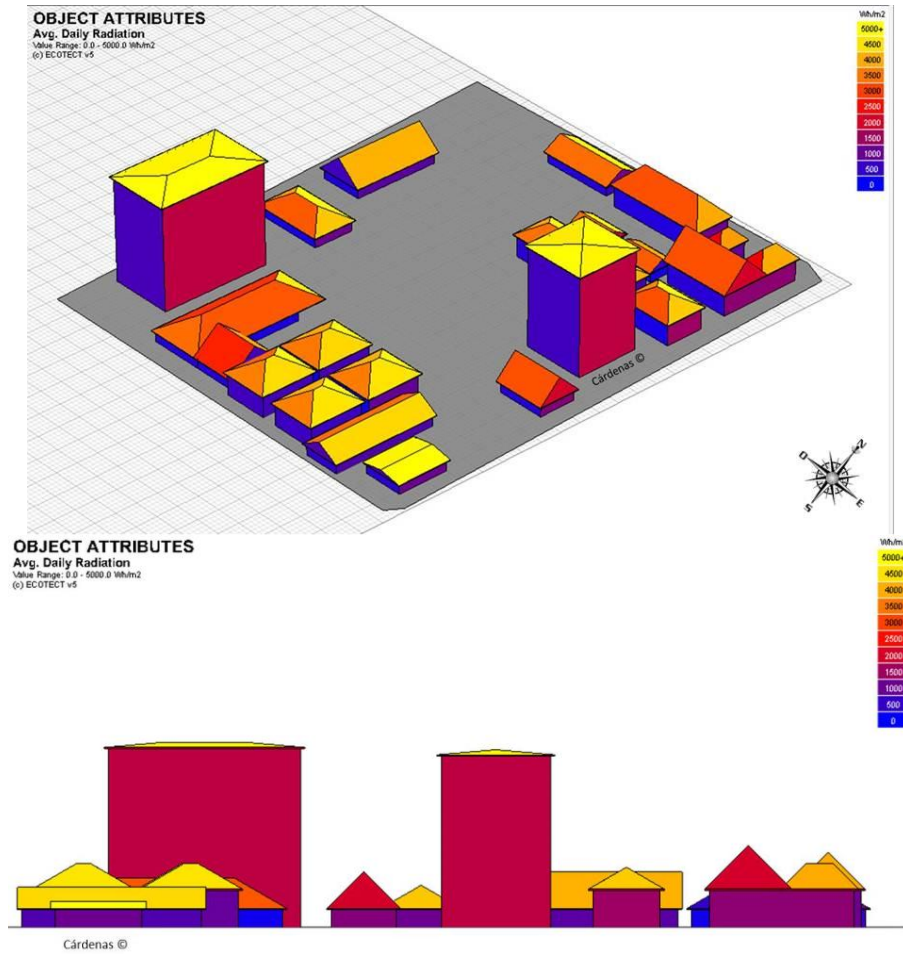 OBJECT ATTRIBUTES
Avg. Daily Radiation
Value Range: 0.0 - 5000.0 Wh/m2
(c) ECOTECT v5
Wh/m2
5000+
4500
4000
3500
3000
2500
2000
1500
1000
500
0
Cárdenas ©
N
O
S
E
OBJECT ATTRIBUTES
Avg. Daily Radiation
Value Range: 0.0 - 5000.0 Wh/m2
(c) ECOTECT v5
Wh/m
5000+
4500
4000
3500
3000
2500
2000
1500
1000
500
0
Cárdenas ©